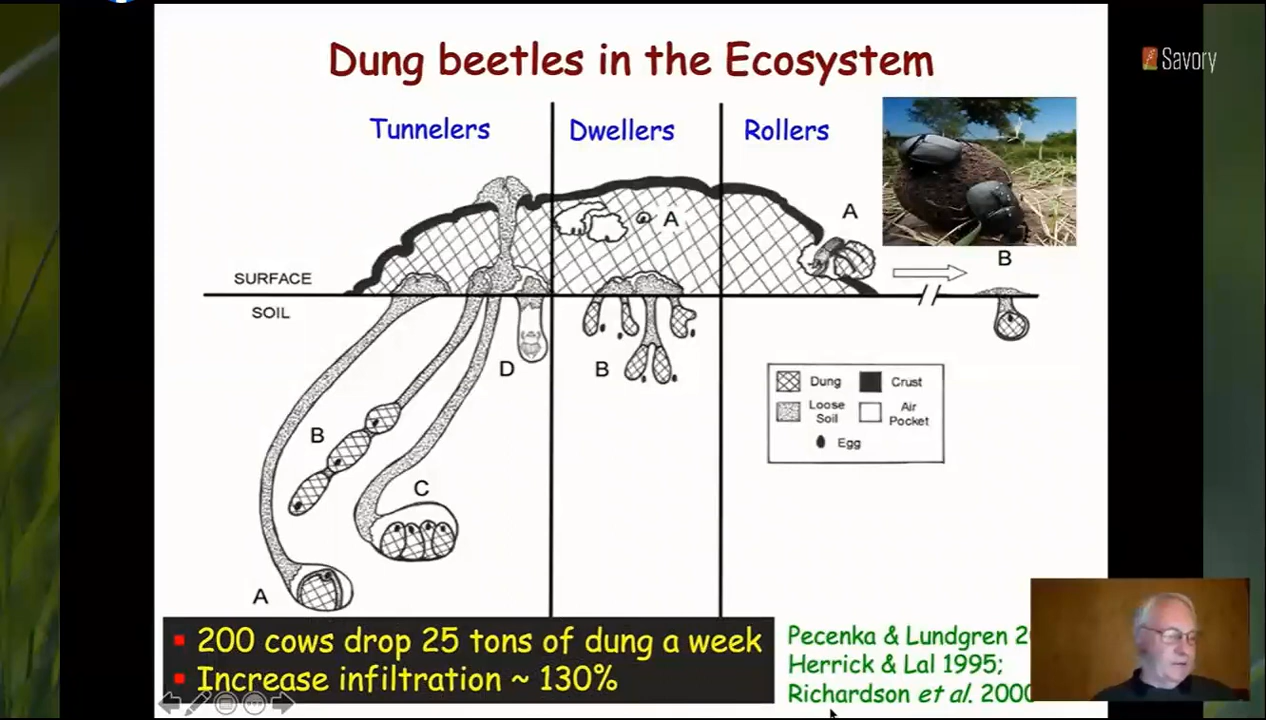 Dung beetles in the Ecosystem
Savory
Tunnelers
Dwellers
Rollers
A
A
B
SURFACE
SOIL
D
B
B
C
A
Dung
Crust
Loose Soil
Air Pocket
Egg
200 cows drop 25 tons of dung a week
Increase infiltration ~ 130%
Pecenka & Lundgren
Herrick & Lal 1995;
Richardson et al. 2000